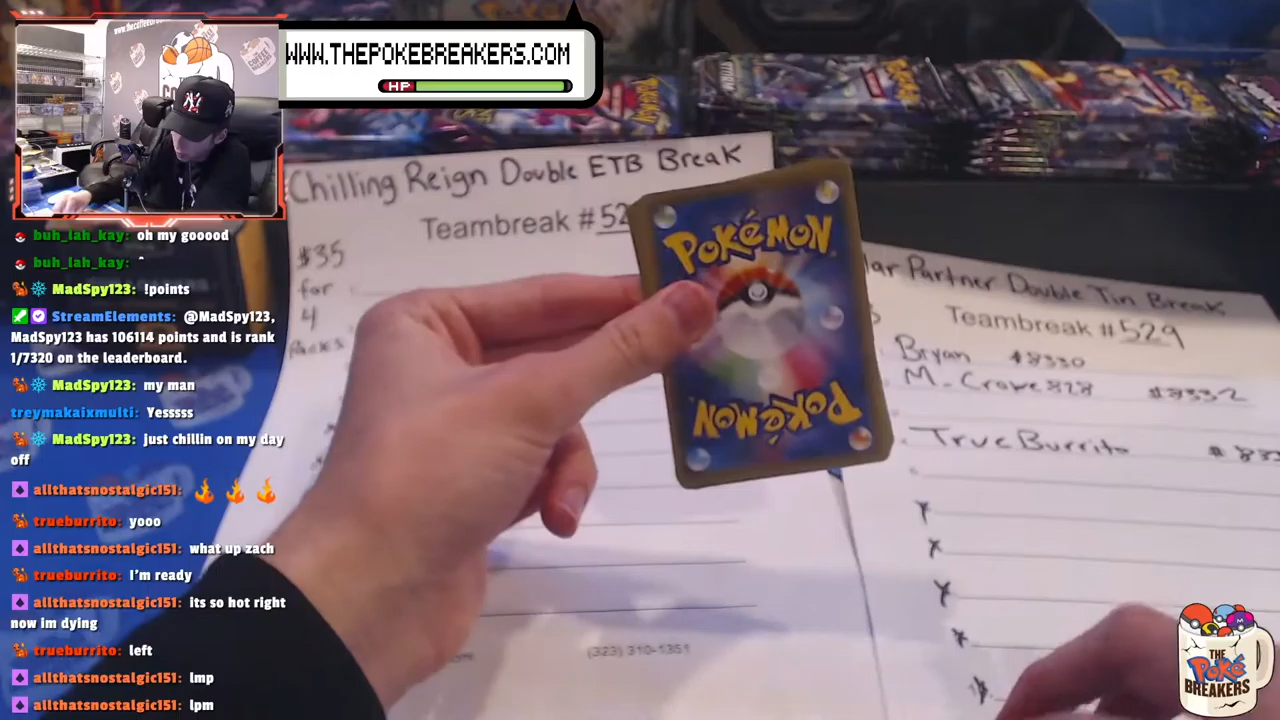 WWW.THEPOKEBREAKERS.COM
HP
buh_lah_kay: oh my gooood
buh_lah_kay: ^
MadSpy123: !points
StreamElements: @MadSpy123,
MadSpy123 has 106114 points and is rank
1/7320 on the leaderboard.
MadSpy123: my man
treymakaixmulti: Yesssss
MadSpy123: just chillin on my day
off
allthatsnostalgic151:
trueburrito: yooo
allthatsnostalgic151: what up zach
trueburrito: I'm ready
allthatsnostalgic151: its so hot right
now im dying
trueburrito: left
allthatsnostalgic151: lmp
allthatsnostalgic151: lpm
Chilling Reign Double ETB Break
Teambreak #52
$35
for
4
Packs
POKéMON
POKéMON
Partner Double Tin Break
Teambreak #529
Bryan $8330
M-Crowe828 $8332
TrueBurrito
(323) 310-1351
THE
POKé
BREAKERS